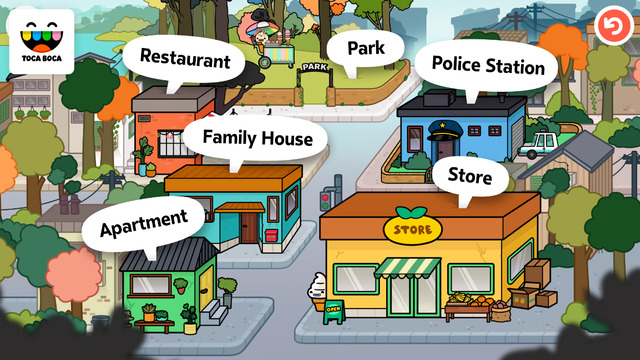 TOCA BOCA
Restaurant
Park
PARK
Police Station
Family House
Store
Apartment
STORE
OPEN